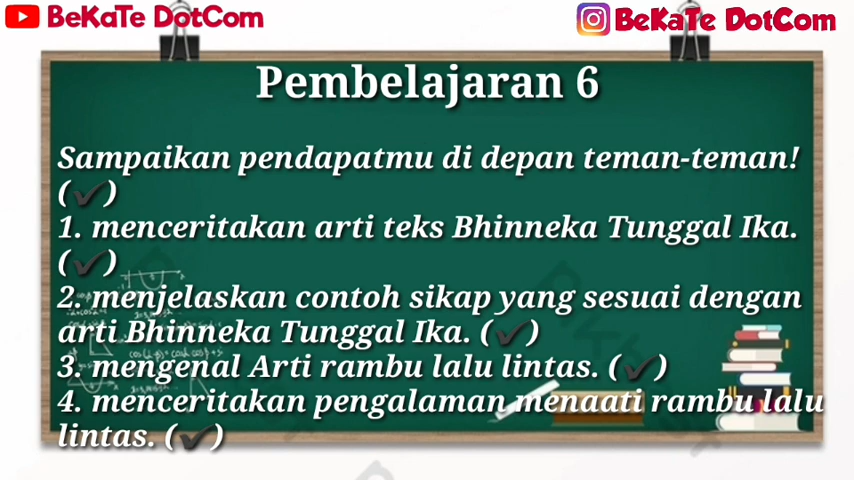 BeKaTe DotCom
BeKaTe DotCom
Pembelajaran 6
Sampaikan pendapatmu di depan teman-teman!
(✔)
1. menceritakan arti teks Bhinneka Tunggal Ika.
(✔)
2. menjelaskan contoh sikap yang sesuai dengan
arti Bhinneka Tunggal Ika. (✔)
3. mengenal Arti rambu lalu lintas. (✔)
4. menceritakan pengalaman menaati rambu lalu
lintas. (✔)